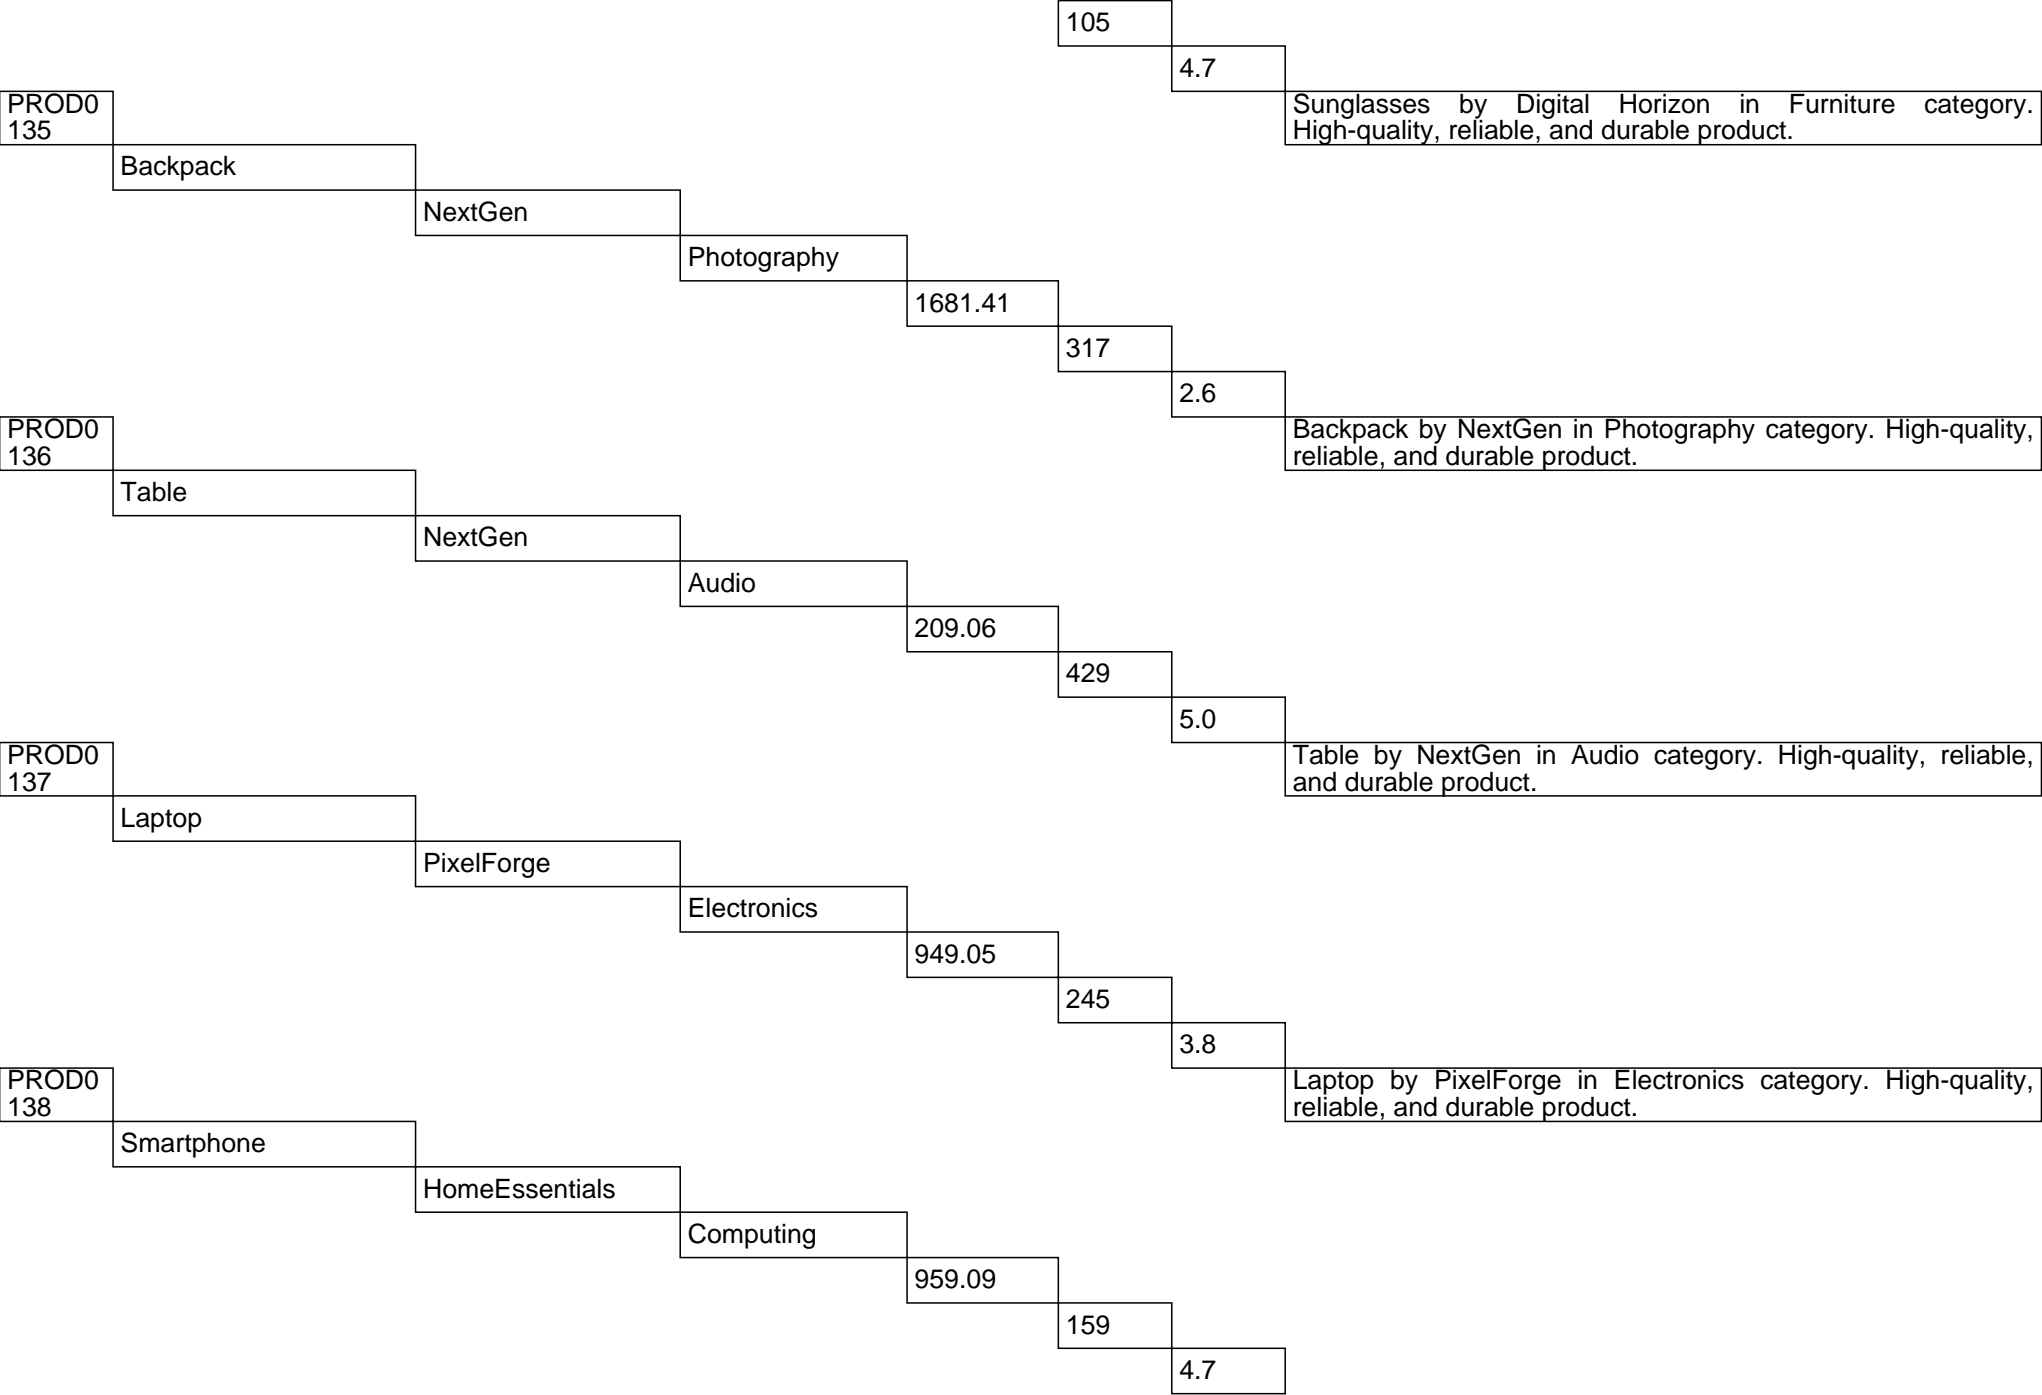 105
4.7
Sunglasses by Digital Horizon in Furniture category.
High-quality, reliable, and durable product.
PROD0
135
Backpack
NextGen
Photography
1681.41
317
2.6
Backpack by NextGen in Photography category. High-quality,
reliable, and durable product.
PROD0
136
Table
NextGen
Audio
209.06
429
5.0
Table by NextGen in Audio category. High-quality, reliable,
and durable product.
PROD0
137
Laptop
PixelForge
Electronics
949.05
245
3.8
Laptop by PixelForge in Electronics category. High-quality,
reliable, and durable product.
PROD0
138
Smartphone
HomeEssentials
Computing
959.09
159
4.7